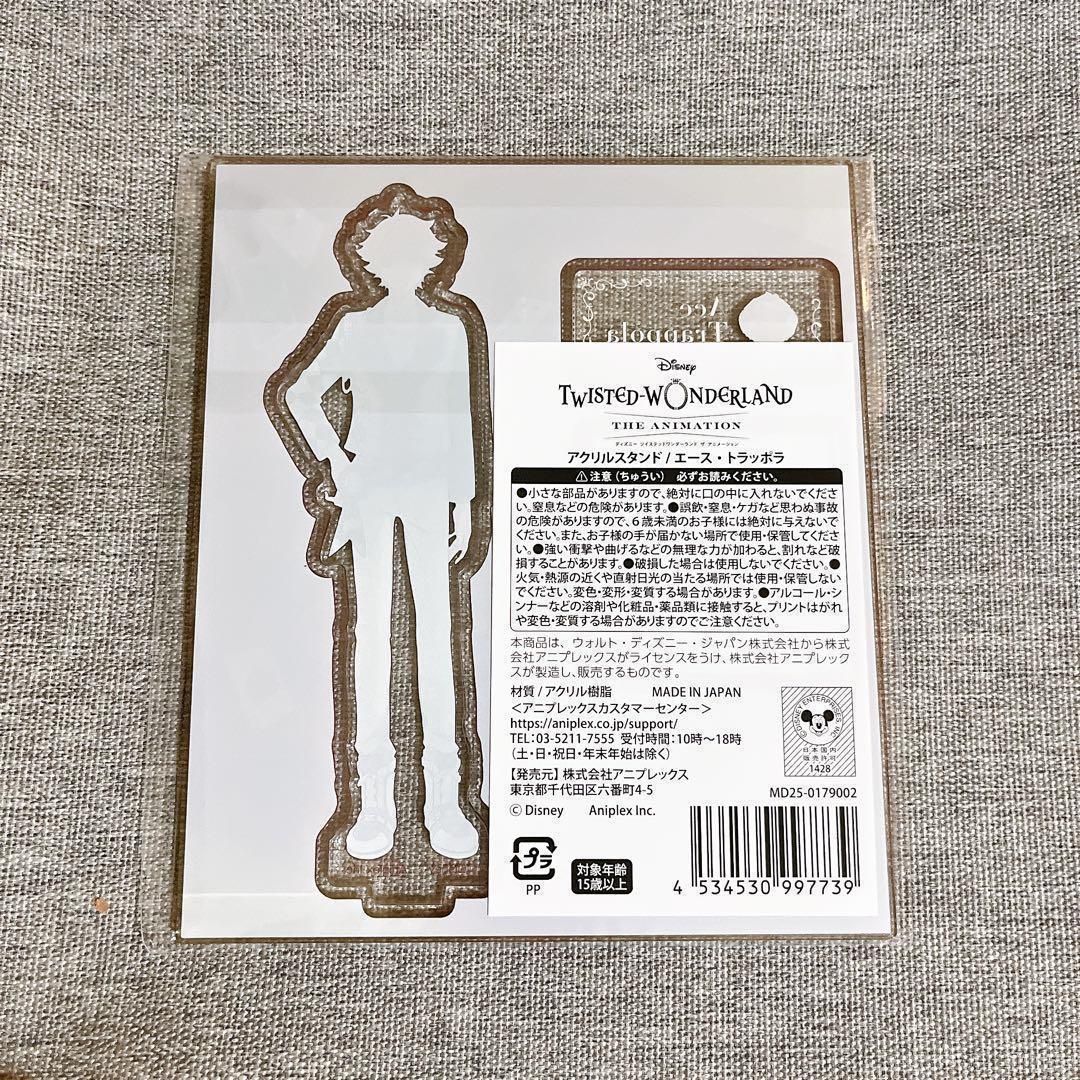 Ace
Trappola
Disney
TWISTED-WONDERLAND
THE ANIMATION
ディズニー ツイステッドワンダーランド ザ アニメーション
アクリルスタンド / エース・トラッポラ
⚠注意(ちゅうい) 必ずお読みください。
●小さな部品がありますので、絶対に口の中に入れないでくださ
い。窒息などの危険があります。●誤飲・窒息・ケガなど思わぬ事故
の危険がありますので、6歳未満のお子様には絶対に与えないで
ください。また、お子様の手が届かない場所で使用・保管してくださ
い。●強い衝撃や曲げるなどの無理な力が加わると、割れなど破
損することがあります。●破損した場合は使用しないでください。●
火気・熱源の近くや直射日光の当たる場所では使用・保管しない
でください。変色・変形・変質する場合があります。●アルコール・シ
ンナーなどの溶剤や化粧品・薬品類に接触すると、プリントはがれ
や変色・変質する場合がありますのでご注意ください。
本商品は、ウォルト・ディズニー・ジャパン株式会社から株式
会社アニプレックスがライセンスをうけ、株式会社アニプレック
スが製造し、販売するものです。
材質 / アクリル樹脂 MADE IN JAPAN
<アニプレックスカスタマーセンター>
https://aniplex.co.jp/support/
TEL:03-5211-7555 受付時間:10時~18時
(土・日・祝日・年末年始は除く)
【発売元】株式会社アニプレックス
東京都千代田区六番町4-5
© Disney Aniplex Inc.
© DISNEY ENTERPRISES, INC.
日本国内
販売許可
1428
MD25-0179002
プラ
PP
対象年齢
15歳以上
4 534530 997739